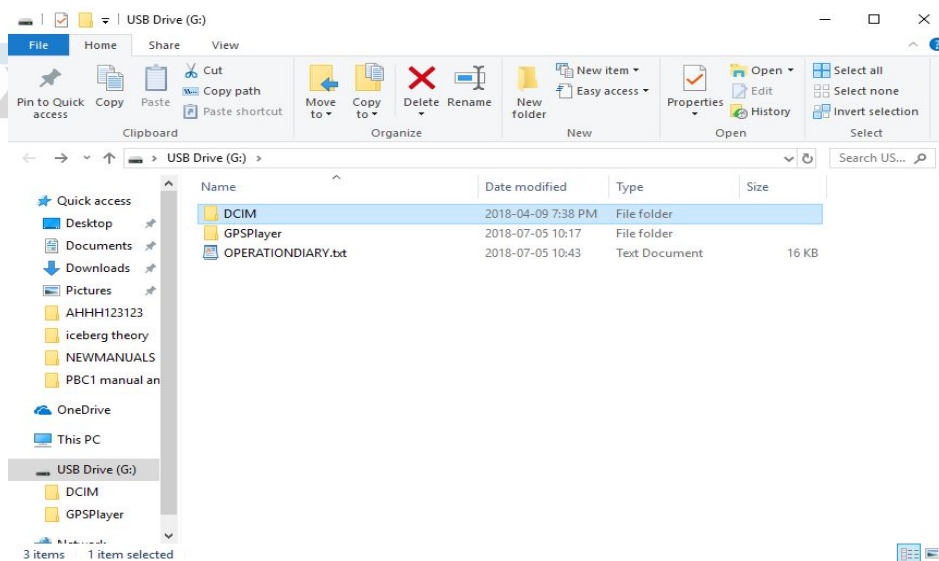 USB Drive (G:)
File Home Share View
Pin to Quick access
Copy
Paste
Cut
Copy path
Paste shortcut
Clipboard
Move to
Copy to
Delete
Rename
Organize
New folder
New item
Easy access
New
Properties
Open
Edit
History
Open
Select all
Select none
Invert selection
Select
USB Drive (G:)
Search US...
Name Date modified Type Size
Quick access
Desktop
Documents
Downloads
Pictures
AHHH123123
iceberg theory
NEWMANUALS
PBC1 manual an
OneDrive
This PC
USB Drive (G:)
DCIM
GPSPlayer
DCIM 2018-04-09 7:38 PM File folder
GPSPlayer 2018-07-05 10:17 File folder
OPERATIONDIARY.txt 2018-07-05 10:43 Text Document 16 KB
3 items 1 item selected